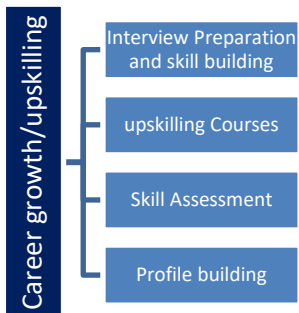 Career growth/upskilling
Interview Preparation
and skill building
upskilling Courses
Skill Assessment
Profile building